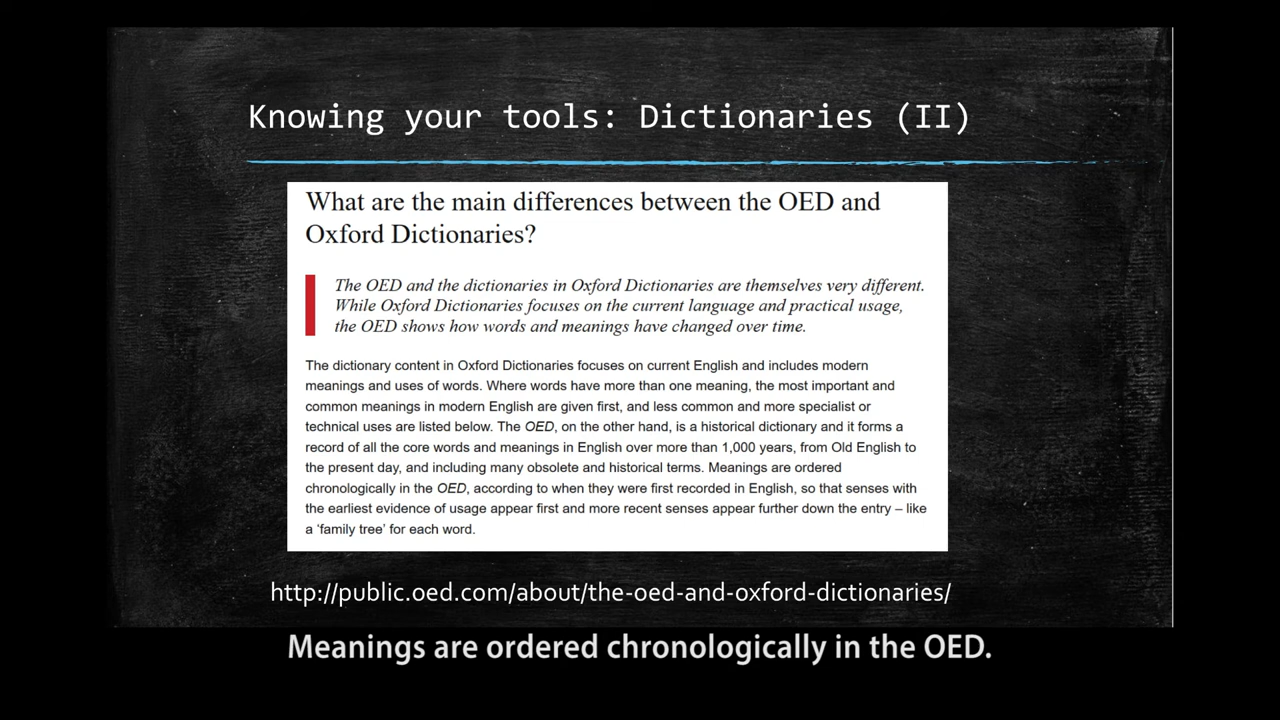 Knowing your tools: Dictionaries (II)
What are the main differences between the OED and
Oxford Dictionaries?
The OED and the dictionaries in Oxford Dictionaries are themselves very different.
While Oxford Dictionaries focuses on the current language and practical usage,
the OED shows how words and meanings have changed over time.
The dictionary content in Oxford Dictionaries focuses on current English and includes modern
meanings and uses of words. Where words have more than one meaning, the most important and
common meanings in modern English are given first, and less common and more specialist or
technical uses are listed below. The OED, on the other hand, is a historical dictionary and it forms a
record of all the core words and meanings in English over more than 1,000 years, from Old English to
the present day, and including many obsolete and historical terms. Meanings are ordered
chronologically in the OED, according to when they were first recorded in English, so that senses with
the earliest evidence of usage appear first and more recent senses appear further down the entry – like
a ‘family tree’ for each word.
http://public.oed.com/about/the-oed-and-oxford-dictionaries/
Meanings are ordered chronologically in the OED.